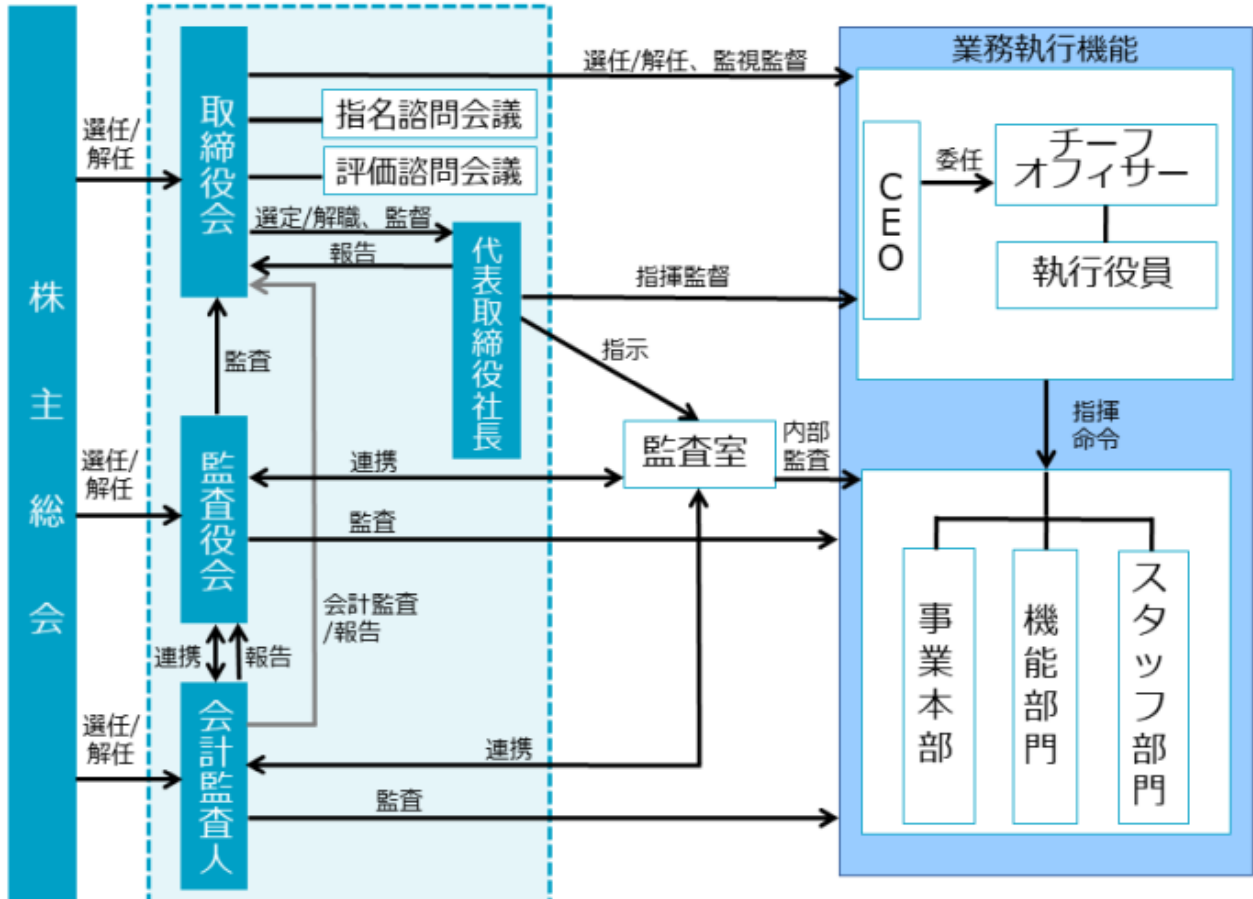 株主総会
選任/
解任
選任/
解任
選任/
解任
取締役会
指名諮問会議
評価諮問会議
選定/解職、監督
報告
代表取締役社長
監査
監査役会
連携
報告
会計監査
/報告
会計監査人
選任/解任、監視監督
指揮監督
指示
監査室
内部
監査
連携
監査
連携
監査
業務執行機能
CEO
委任
チーフ
オフィサー
執行役員
指揮
命令
事業本部
機能部門
スタッフ部門